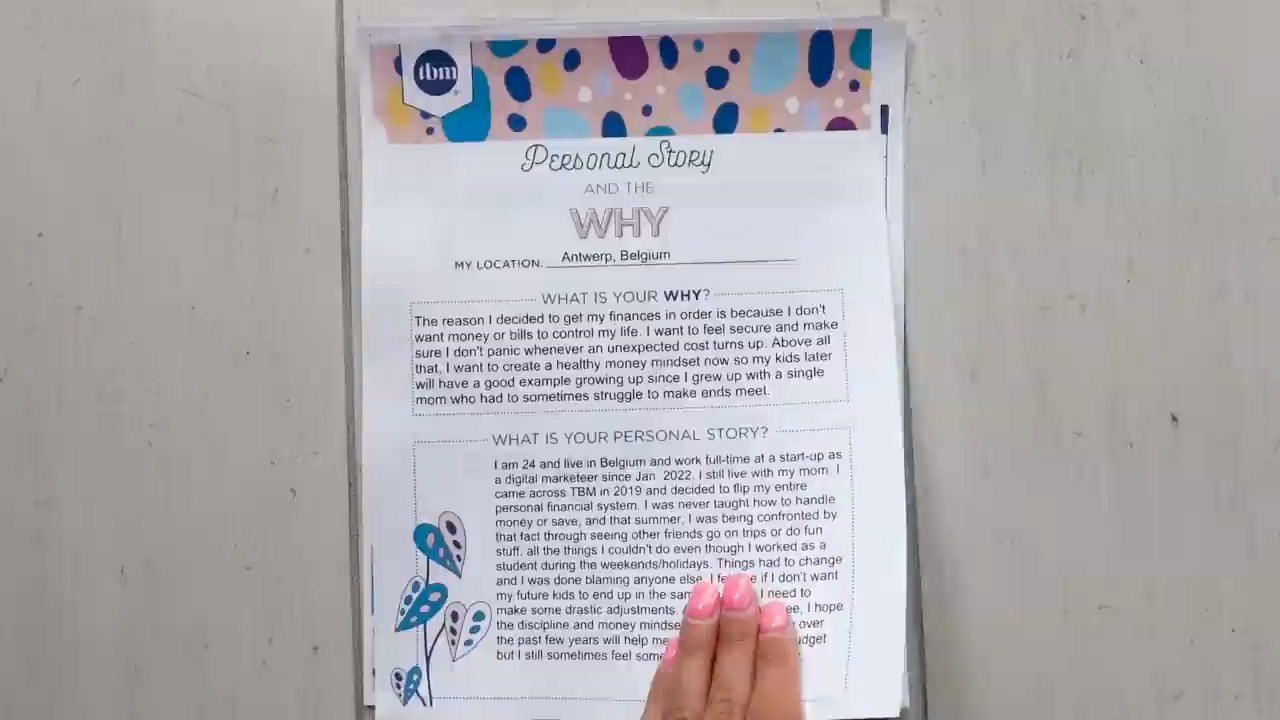 tbm
Personal Story
AND THE
WHY
MY LOCATION: Antwerp, Belgium
WHAT IS YOUR WHY?
The reason I decided to get my finances in order is because I don't
want money or bills to control my life. I want to feel secure and make
sure I don't panic whenever an unexpected cost turns up. Above all
that, I want to create a healthy money mindset now so my kids later
will have a good example growing up since I grew up with a single
mom who had to sometimes struggle to make ends meet.
WHAT IS YOUR PERSONAL STORY?
I am 24 and live in Belgium and work full-time at a start-up as
a digital marketeer since Jan 2022. I still live with my mom. I
came across TBM in 2019 and decided to flip my entire
personal financial system. I was never taught how to handle
money or save, and that summer, I was being confronted by
that fact through seeing other friends go on trips or do fun
stuff, all the things I couldn't do even though I worked as a
student during the weekends/holidays. Things had to change
and I was done blaming anyone else. I if I don't want
my future kids to end up in the I need to
make some drastic adjustments. I hope
the discipline and money over
the past few years will help
but I still sometimes feel